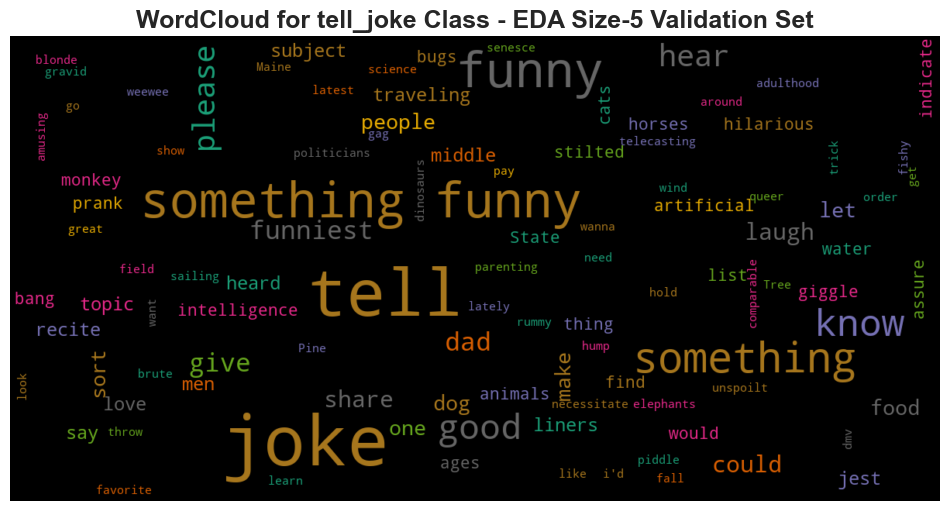 WordCloud for tell_joke Class - EDA Size-5 Validation Set
blonde
gravid
weewee
go
amusing
show
please
subject
Maine
science
latest
bugs
senesce
funny
traveling
people
gag
politicians
middle
hear
cats
adulthood
around
indicate
horses
telecasting
hilarious
stilted
trick
fishy
get
monkey
prank
great
something funny
dinosaurs
pay
wind
queer
order
artificial
let
wanna
funniest
State
laugh
water
field
sailing
heard
tell
parenting
need
list
Tree
comparable
giggle
assure
bang
topic
want
intelligence
lately
hold
recite
rummy
thing
know
Pine
dad
hump
something
look
sort
brute
give
men
make
find
unspoilt
animals
love
share
dog
necessitate
elephants
food
say
throw
joke
one
good
liners
would
dmv
ages
piddle
could
like
i'd
fall
jest
learn
favorite